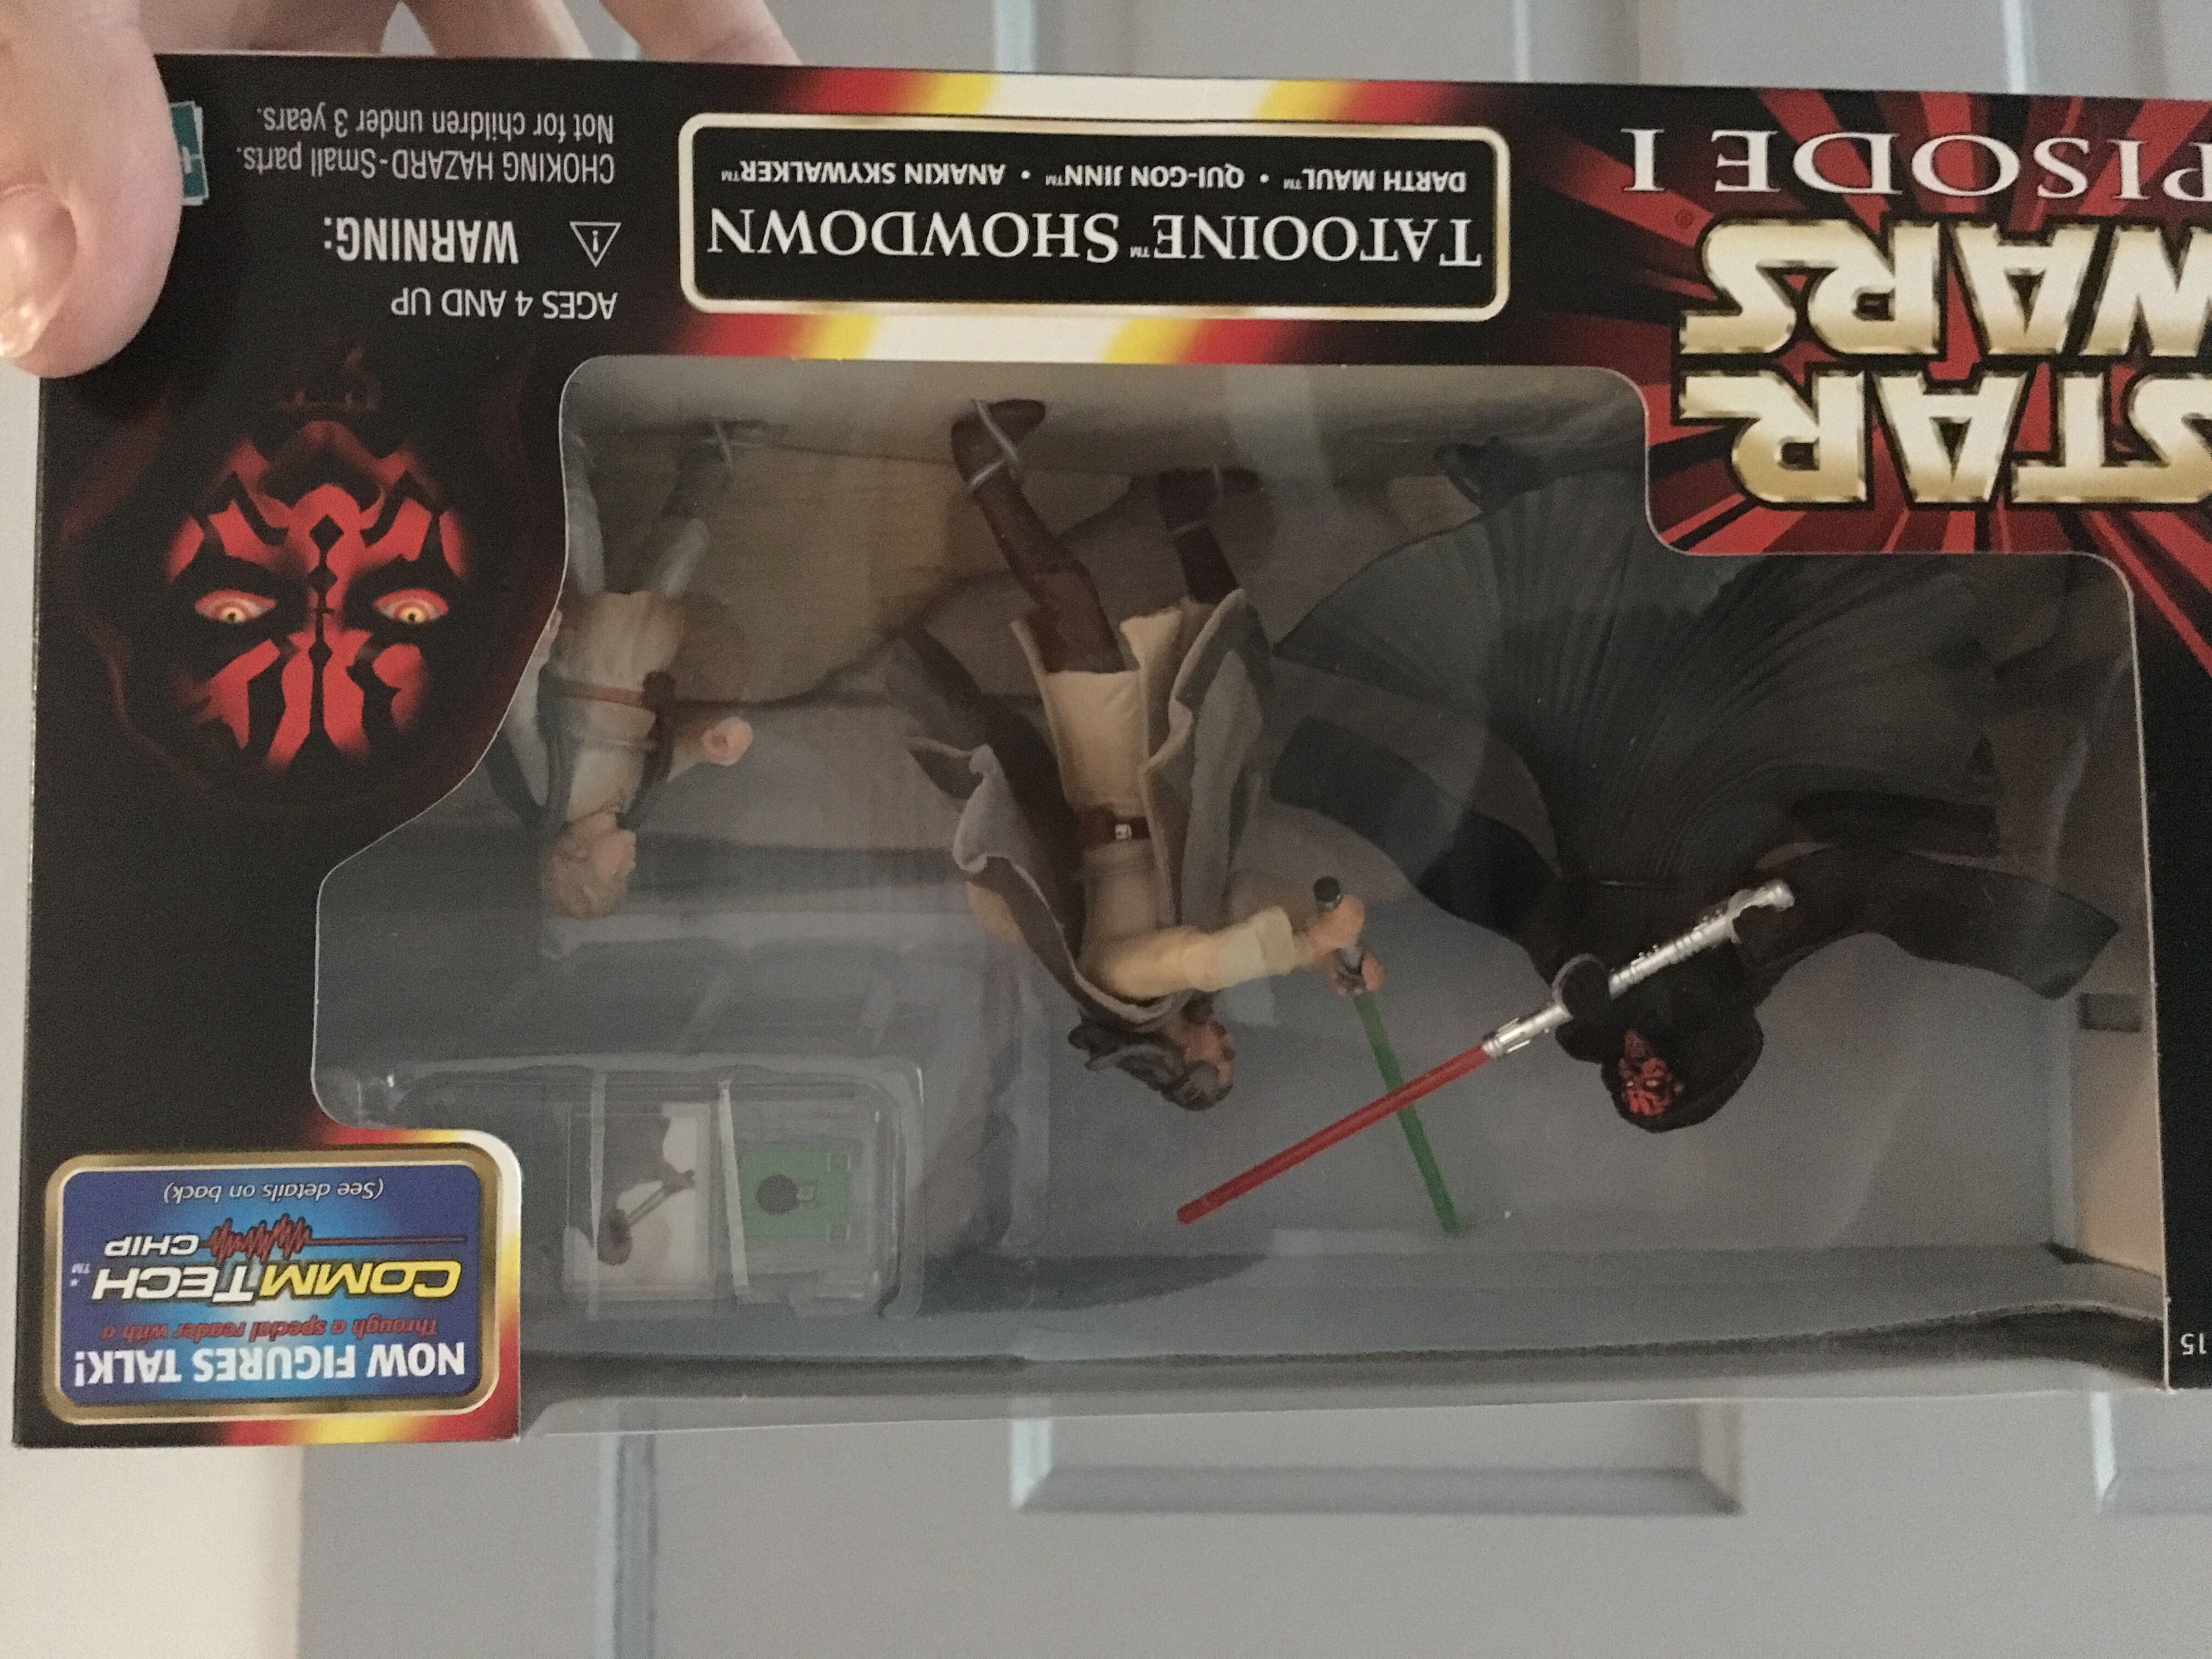 NOW FIGURES TALK!
Through a special reader with a
COMMTECH™
CHIP
(See details on back)
STAR
WARS®
PISODE I
TATOOINE™ SHOWDOWN
DARTH MAUL™ • QUI-GON JINN™ • ANAKIN SKYWALKER™
AGES 4 AND UP
WARNING:
CHOKING HAZARD-Small parts.
Not for children under 3 years.
15